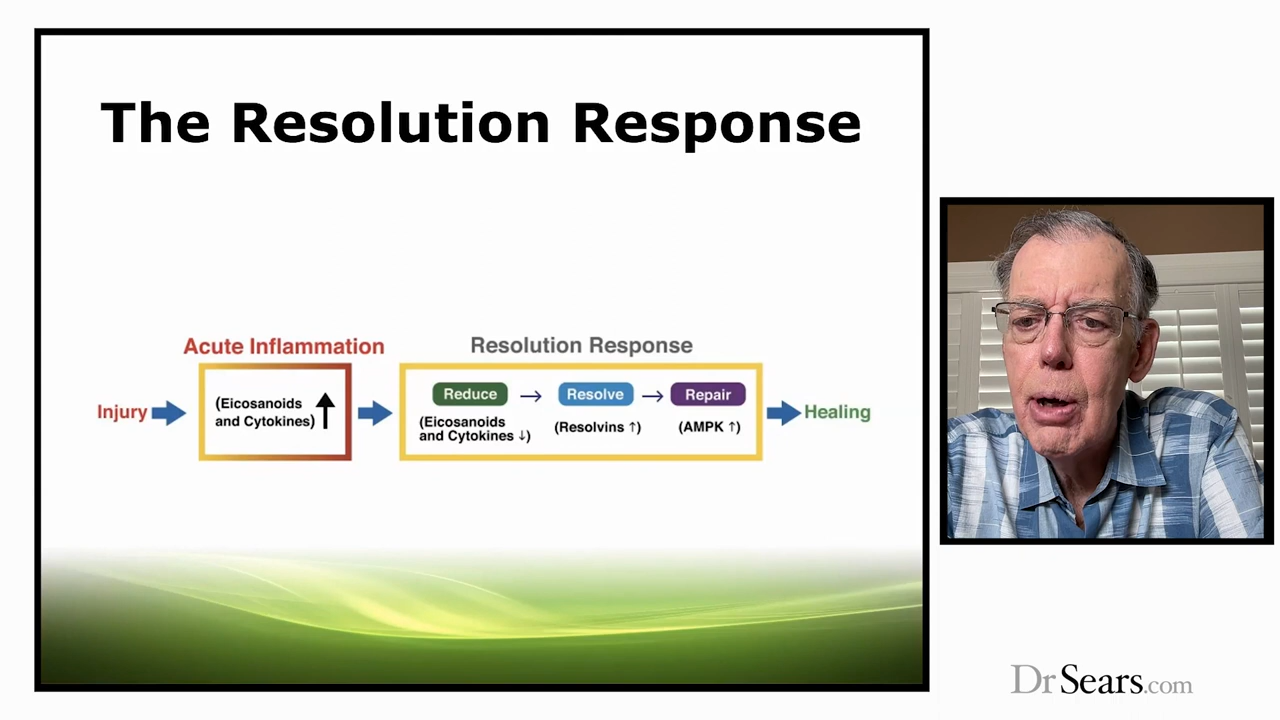 The Resolution Response
Acute Inflammation
Resolution Response
Injury
(Eicosanoids
and Cytokines) ↑
Reduce → Resolve → Repair
(Eicosanoids
and Cytokines ↓)
(Resolvins ↑)
(AMPK ↑)
Healing
DrSears.com